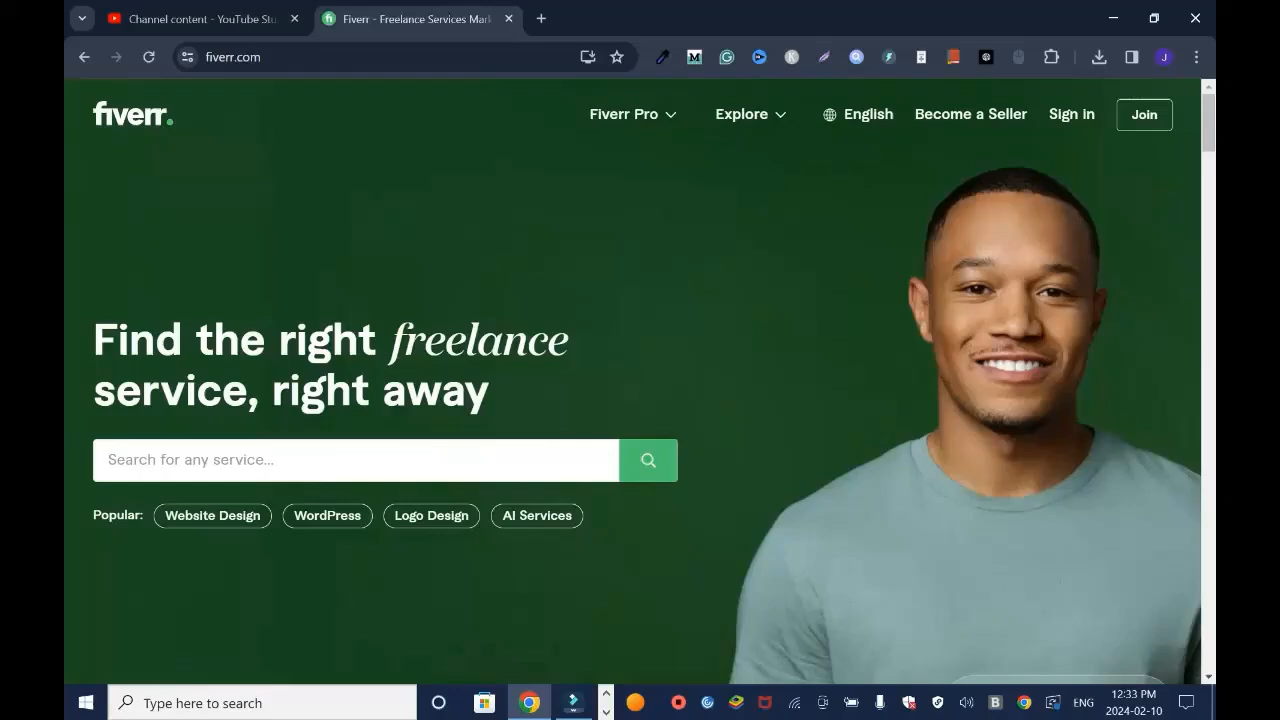 Channel content - YouTube Stu
Fiverr - Freelance Services Mark
fiverr.com
J
fiverr.
Fiverr Pro
Explore
English
Become a Seller
Sign in
Join
Find the right freelance
service, right away
Search for any service...
Popular:
Website Design
WordPress
Logo Design
AI Services
Type here to search
ENG
12:33 PM
2024-02-10